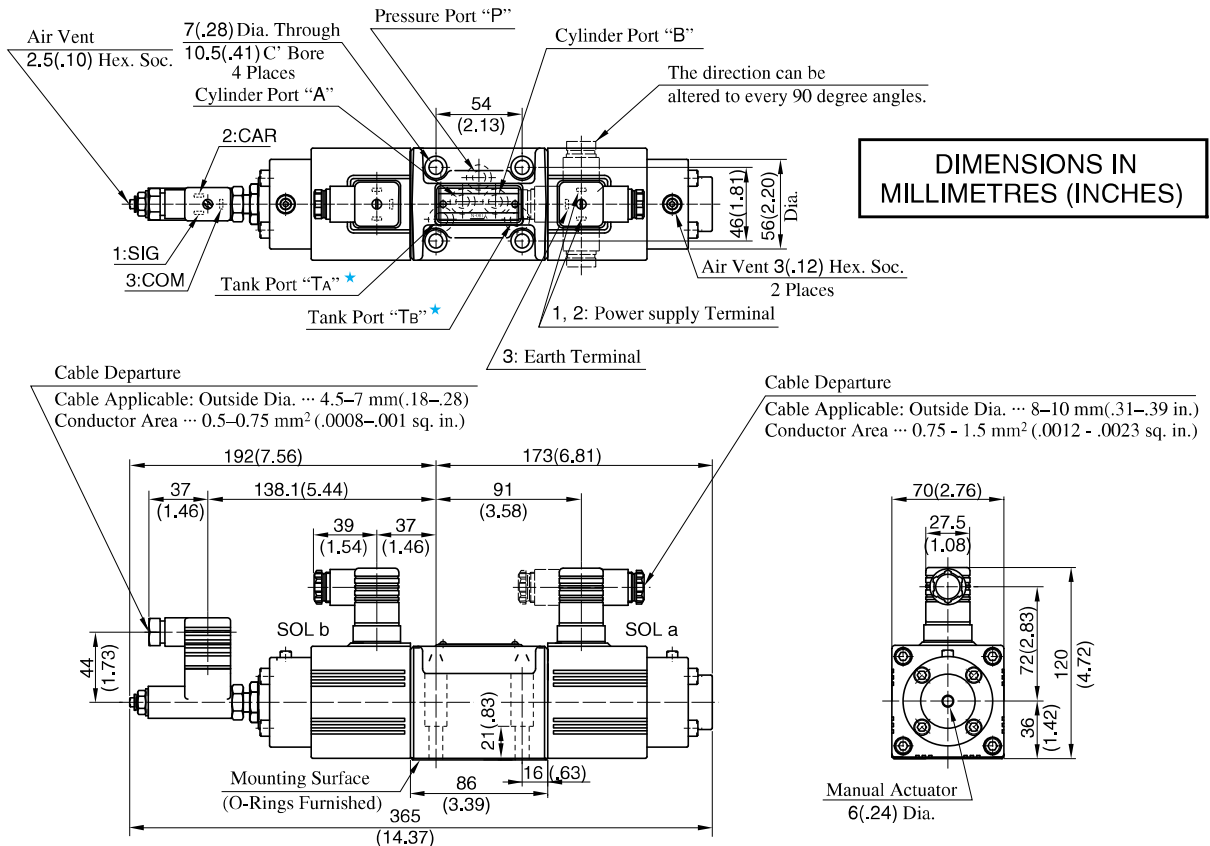 Air Vent
2.5(.10) Hex. Soc.
7(.28) Dia. Through
10.5(.41) C' Bore
4 Places
Pressure Port “P”
Cylinder Port “B”
Cylinder Port “A”
The direction can be
altered to every 90 degree angles.
54
(2.13)
2:CAR
DIMENSIONS IN
MILLIMETRES (INCHES)
46(1.81)
56(2.20)
Dia.
1:SIG
3:COM
Tank Port “TA” ★
Tank Port “TB” ★
Air Vent 3(.12) Hex. Soc.
2 Places
1, 2: Power supply Terminal
3: Earth Terminal
Cable Departure
Cable Applicable: Outside Dia. ··· 4.5–7 mm(.18–.28)
Conductor Area ··· 0.5–0.75 mm² (.0008–.001 sq. in.)
Cable Departure
Cable Applicable: Outside Dia. ··· 8–10 mm(.31–.39 in.)
Conductor Area ··· 0.75 - 1.5 mm² (.0012 - .0023 sq. in.)
192(7.56)
173(6.81)
37
(1.46)
138.1(5.44)
91
(3.58)
39
(1.54)
37
(1.46)
70(2.76)
27.5
(1.08)
SOL b
SOL a
44
(1.73)
72(2.83)
120
(4.72)
36
(1.42)
21(.83)
16 (.63)
Mounting Surface
(O-Rings Furnished)
86
(3.39)
365
(14.37)
Manual Actuator
6(.24) Dia.